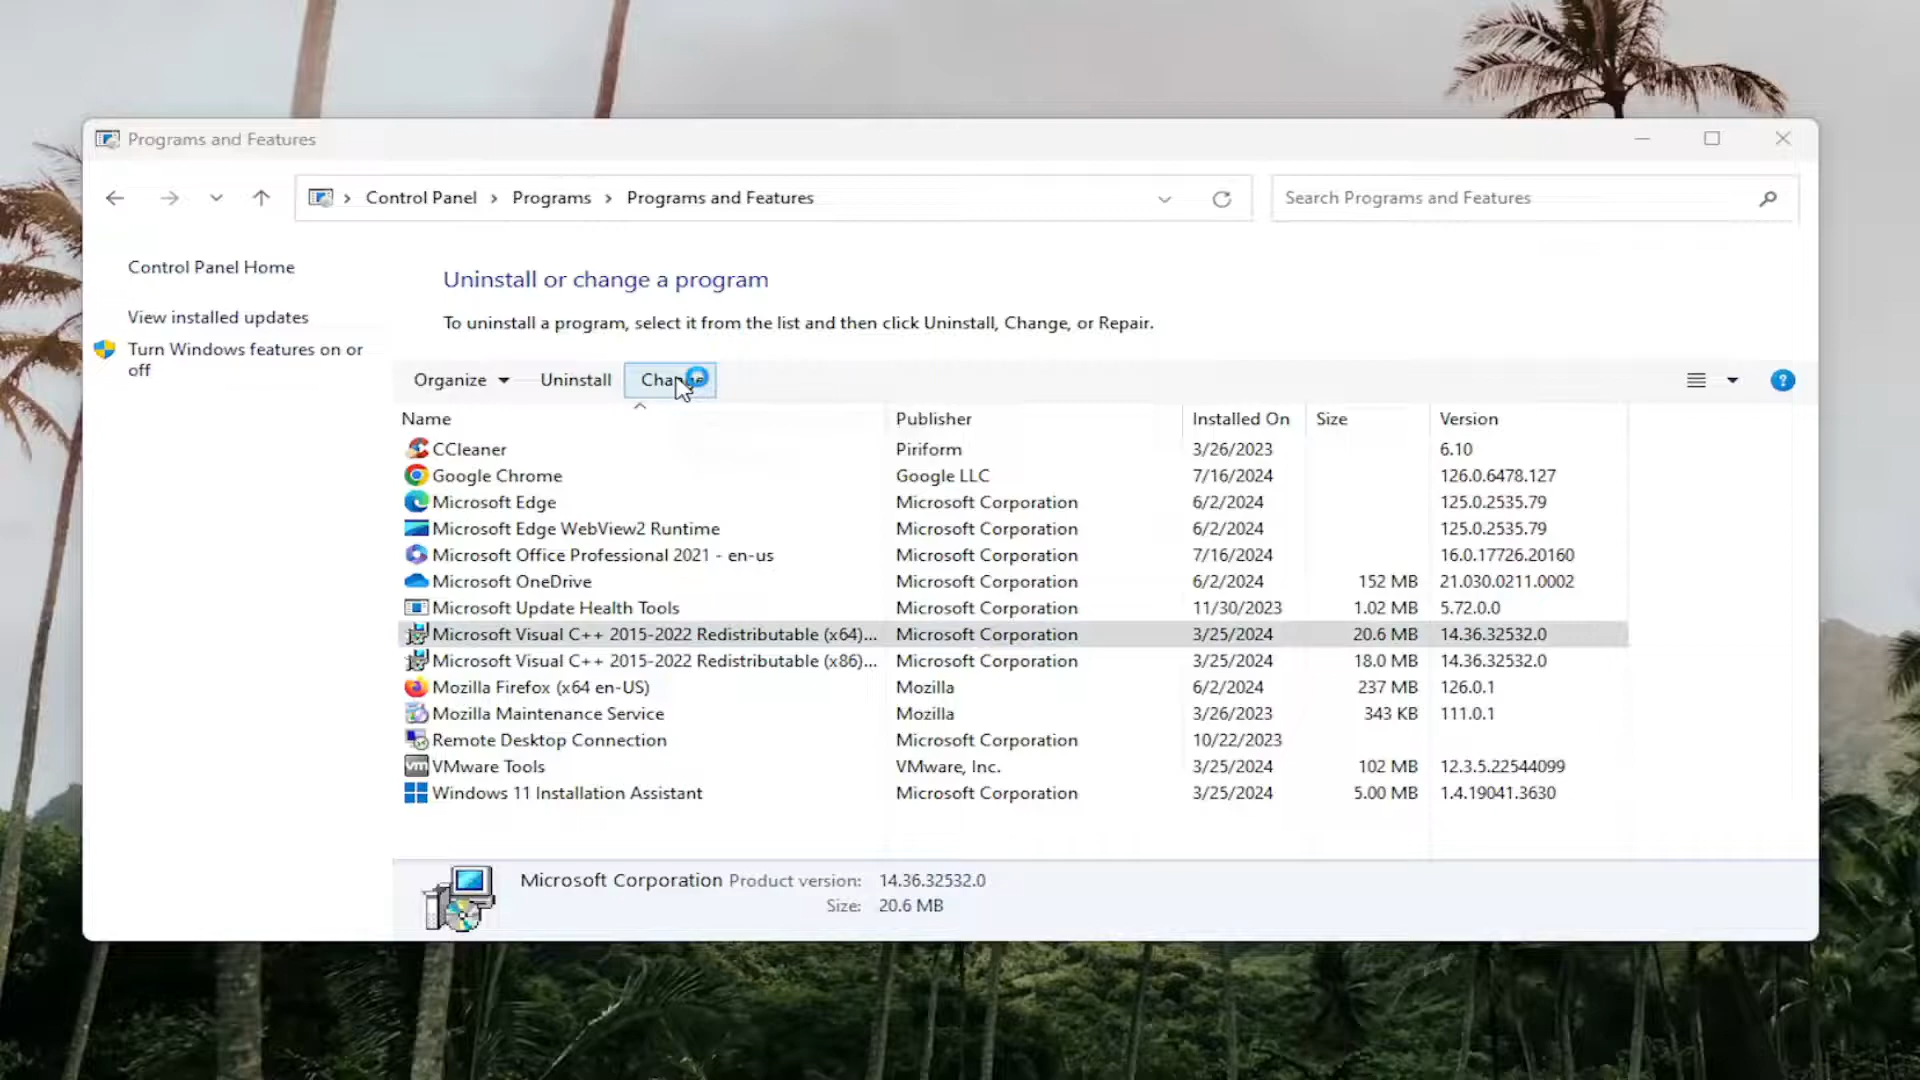 Programs and Features
Control Panel > Programs > Programs and Features
Search Programs and Features
Control Panel Home
View installed updates
Turn Windows features on or
off
Uninstall or change a program
To uninstall a program, select it from the list and then click Uninstall, Change, or Repair.
Organize Uninstall Change
Name Publisher Installed On Size Version
CCleaner Piriform 3/26/2023 6.10
Google Chrome Google LLC 7/16/2024 126.0.6478.127
Microsoft Edge Microsoft Corporation 6/2/2024 125.0.2535.79
Microsoft Edge WebView2 Runtime Microsoft Corporation 6/2/2024 125.0.2535.79
Microsoft Office Professional 2021 - en-us Microsoft Corporation 7/16/2024 16.0.17726.20160
Microsoft OneDrive Microsoft Corporation 6/2/2024 152 MB 21.030.0211.0002
Microsoft Update Health Tools Microsoft Corporation 11/30/2023 1.02 MB 5.72.0.0
Microsoft Visual C++ 2015-2022 Redistributable (x64)... Microsoft Corporation 3/25/2024 20.6 MB 14.36.32532.0
Microsoft Visual C++ 2015-2022 Redistributable (x86)... Microsoft Corporation 3/25/2024 18.0 MB 14.36.32532.0
Mozilla Firefox (x64 en-US) Mozilla 6/2/2024 237 MB 126.0.1
Mozilla Maintenance Service Mozilla 3/26/2023 343 KB 111.0.1
Remote Desktop Connection Microsoft Corporation 10/22/2023
vm VMware Tools VMware, Inc. 3/25/2024 102 MB 12.3.5.22544099
Windows 11 Installation Assistant Microsoft Corporation 3/25/2024 5.00 MB 1.4.19041.3630
Microsoft Corporation Product version: 14.36.32532.0
Size: 20.6 MB